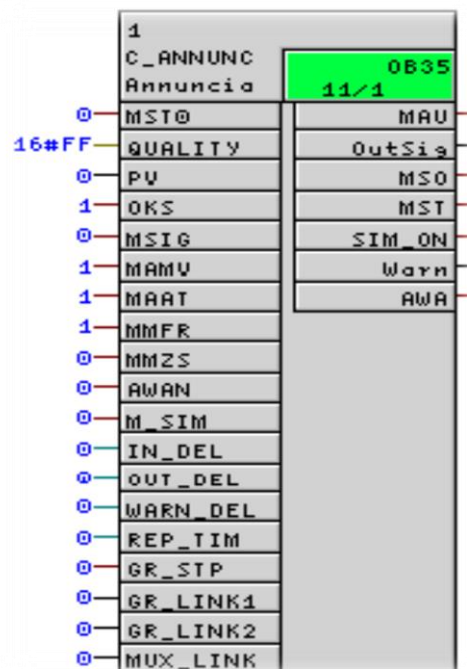 1
C_ANNUNC
Annuncia
OB35
11/1
0 MST0 MAU
16#FF QUALITY OutSig
0 PV MSO
1 OKS MST
0 MSIG SIM_ON
1 MAMV Warn
1 MAAT AWA
1 MMFR
0 MMZS
0 AWAN
0 M_SIM
0 IN_DEL
0 OUT_DEL
0 WARN_DEL
0 REP_TIM
0 GR_STP
0 GR_LINK1
0 GR_LINK2
0 MUX_LINK